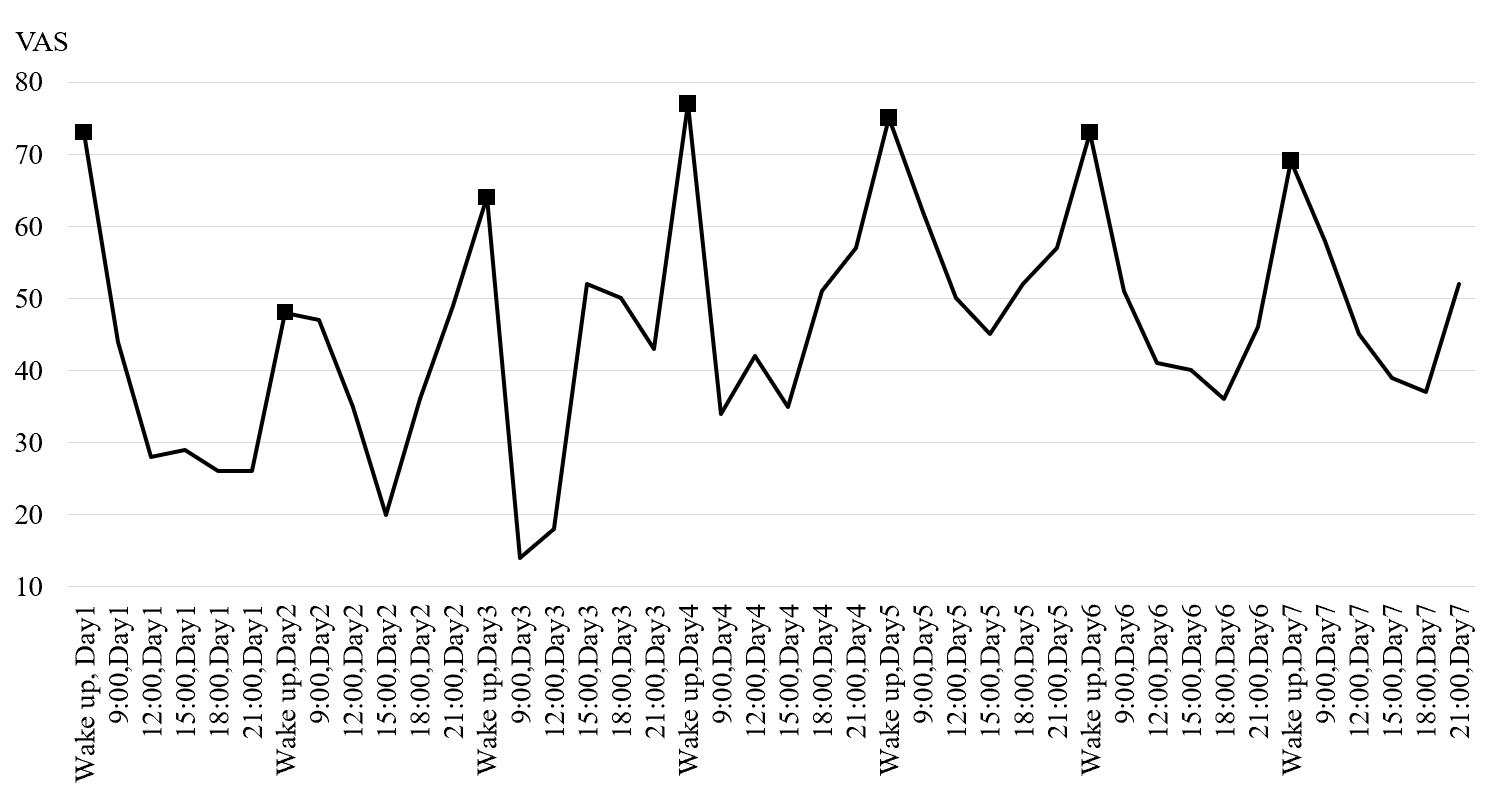 VAS
80
70
60
50
40
30
20
10
Wake up, Day1
9:00,Day1
12:00,Day1
15:00,Day1
18:00,Day1
21:00,Day1
Wake up,Day2
9:00,Day2
12:00,Day2
15:00,Day2
18:00,Day2
21:00,Day2
Wake up,Day3
9:00,Day3
12:00,Day3
15:00,Day3
18:00,Day3
21:00,Day3
Wake up,Day4
9:00,Day4
12:00,Day4
15:00,Day4
18:00,Day4
21:00,Day4
Wake up,Day5
9:00,Day5
12:00,Day5
15:00,Day5
18:00,Day5
21:00,Day5
Wake up,Day6
9:00,Day6
12:00,Day6
15:00,Day6
18:00,Day6
21:00,Day6
Wake up,Day7
9:00,Day7
12:00,Day7
15:00,Day7
18:00,Day7
21:00,Day7